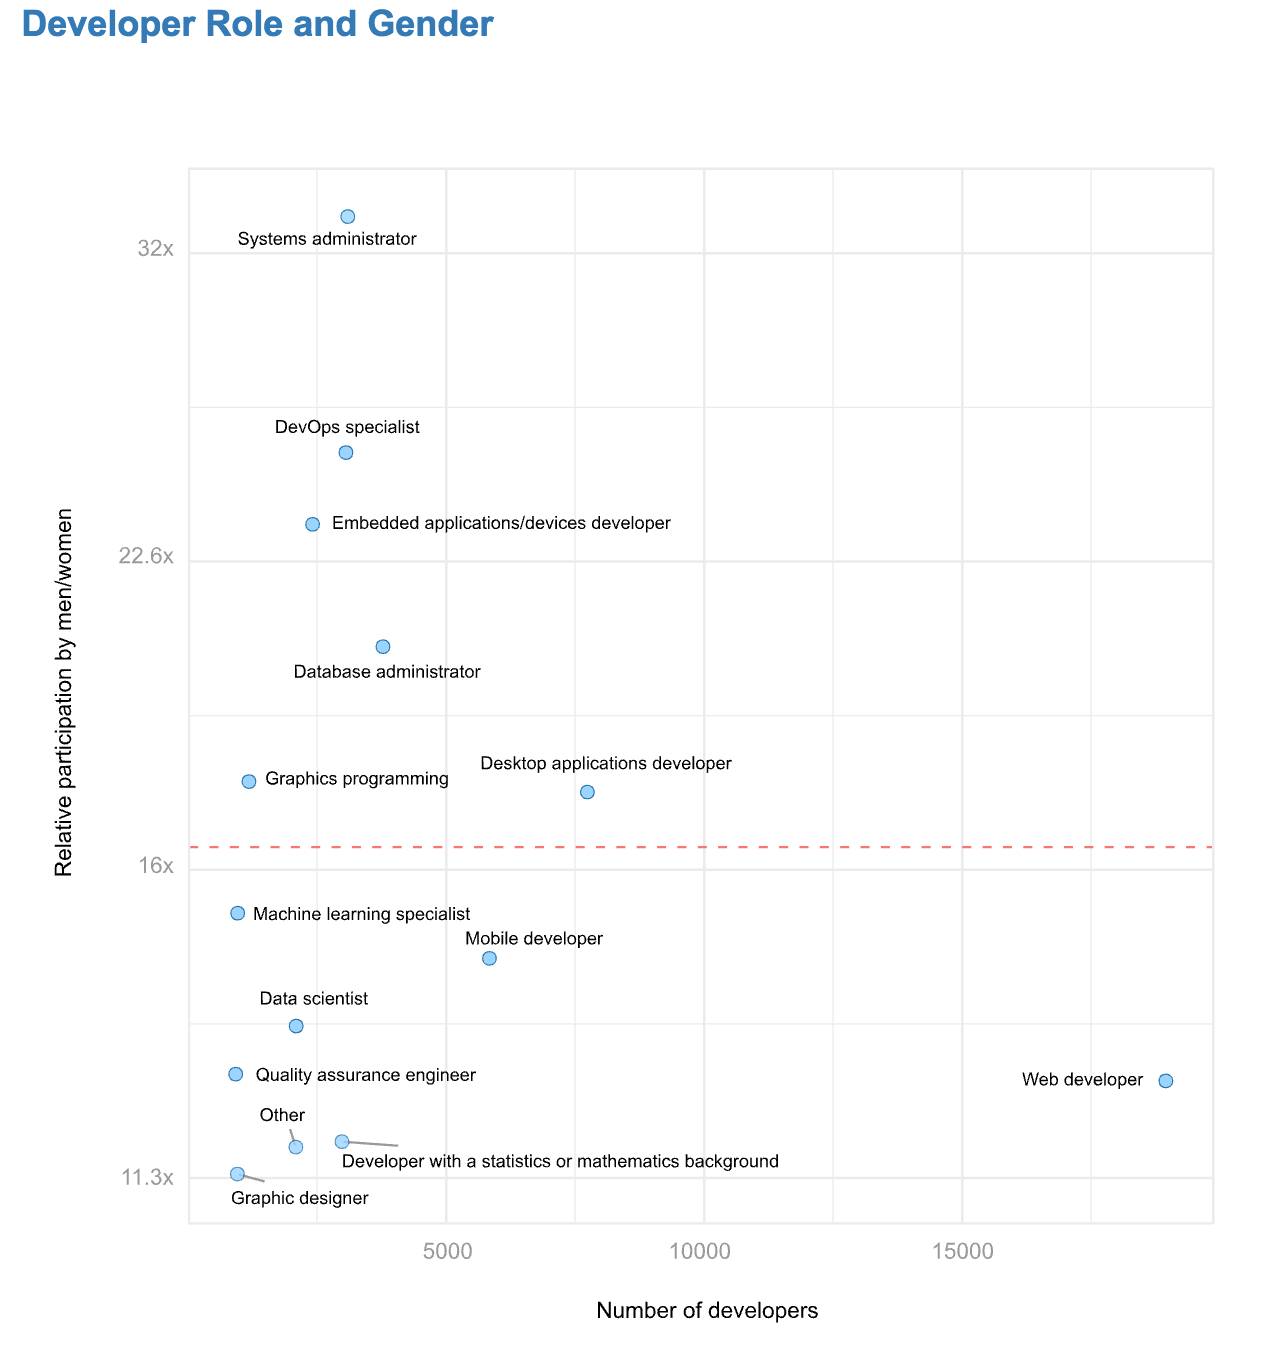 Developer Role and Gender
Systems administrator
32x
DevOps specialist
Embedded applications/devices developer
22.6x
Relative participation by men/women
Database administrator
Desktop applications developer
Graphics programming
16x
Machine learning specialist
Mobile developer
Data scientist
Quality assurance engineer
Web developer
Other
Developer with a statistics or mathematics background
11.3x
Graphic designer
5000
10000
15000
Number of developers